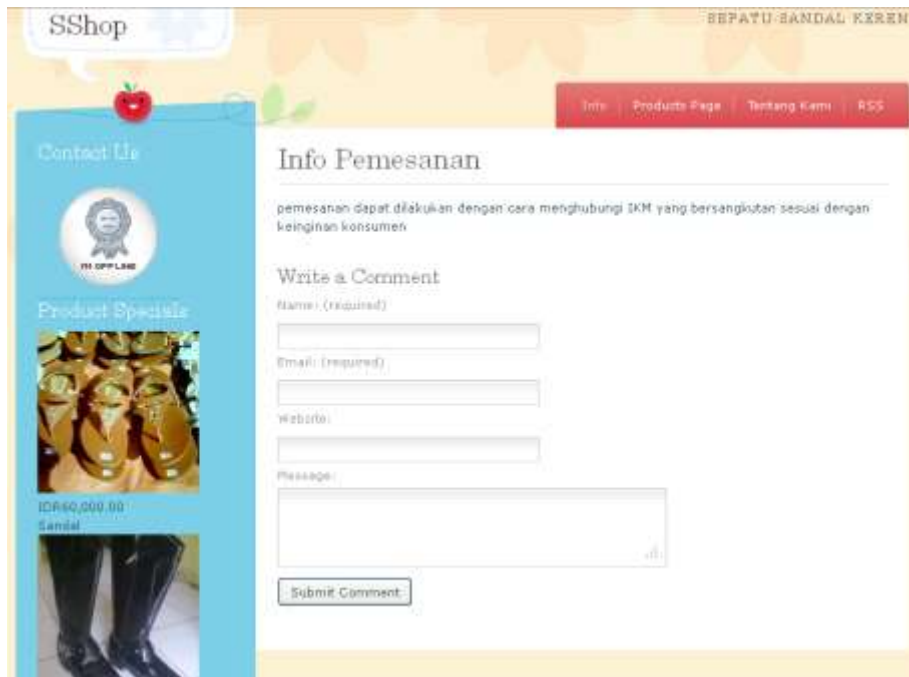 SShop
SEPATU SANDAL KEREN
Info Products Page Tentang Kami RSS
Contact Us
I'M OFFLINE
Product Specials
IDR60,000.00
Sandal
Info Pemesanan
pemesanan dapat dilakukan dengan cara menghubungi IKM yang bersangkutan sesuai dengan
keinginan konsumen
Write a Comment
Name: (required)
Email: (required)
Website:
Message:
Submit Comment